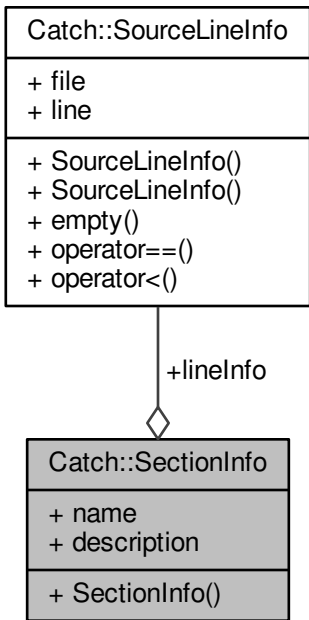 Catch::SourceLineInfo
+ file
+ line
+ SourceLineInfo()
+ SourceLineInfo()
+ empty()
+ operator==()
+ operator<()
+lineInfo
Catch::SectionInfo
+ name
+ description
+ SectionInfo()